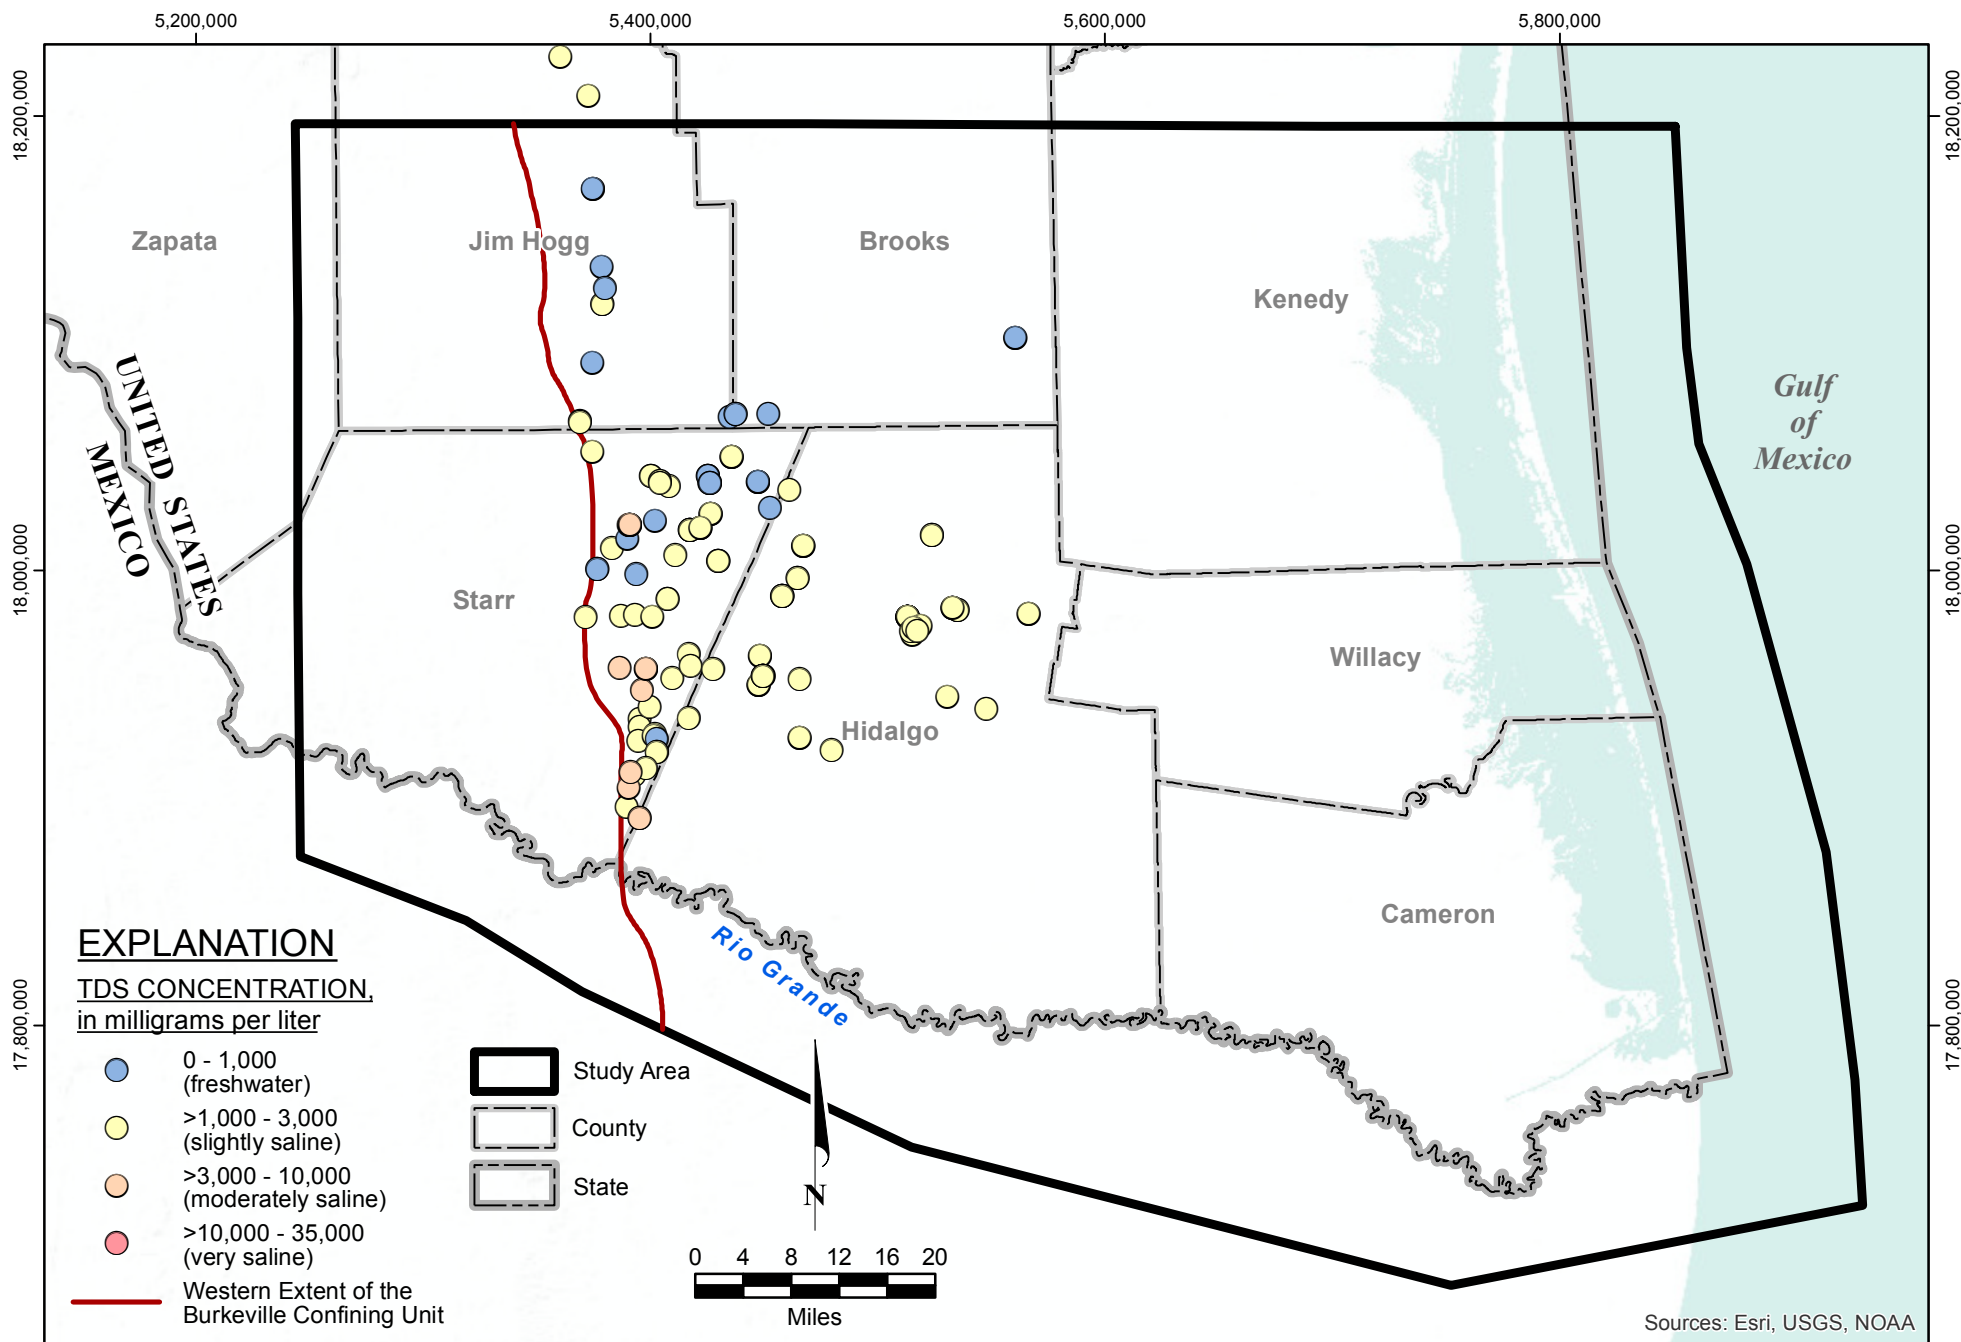 5,200,000
5,400,000
5,600,000
5,800,000
18,200,000
18,200,000
Zapata
Jim Hogg
Brooks
Kenedy
Gulf
of
Mexico
UNITED STATES
MEXICO
18,000,000
18,000,000
Starr
Willacy
Hidalgo
Cameron
Rio Grande
17,800,000
17,800,000
EXPLANATION
TDS CONCENTRATION,
in milligrams per liter
0 - 1,000
(freshwater)
>1,000 - 3,000
(slightly saline)
>3,000 - 10,000
(moderately saline)
>10,000 - 35,000
(very saline)
Western Extent of the
Burkeville Confining Unit
Study Area
County
State
N
0 4 8 12 16 20
Miles
Sources: Esri, USGS, NOAA